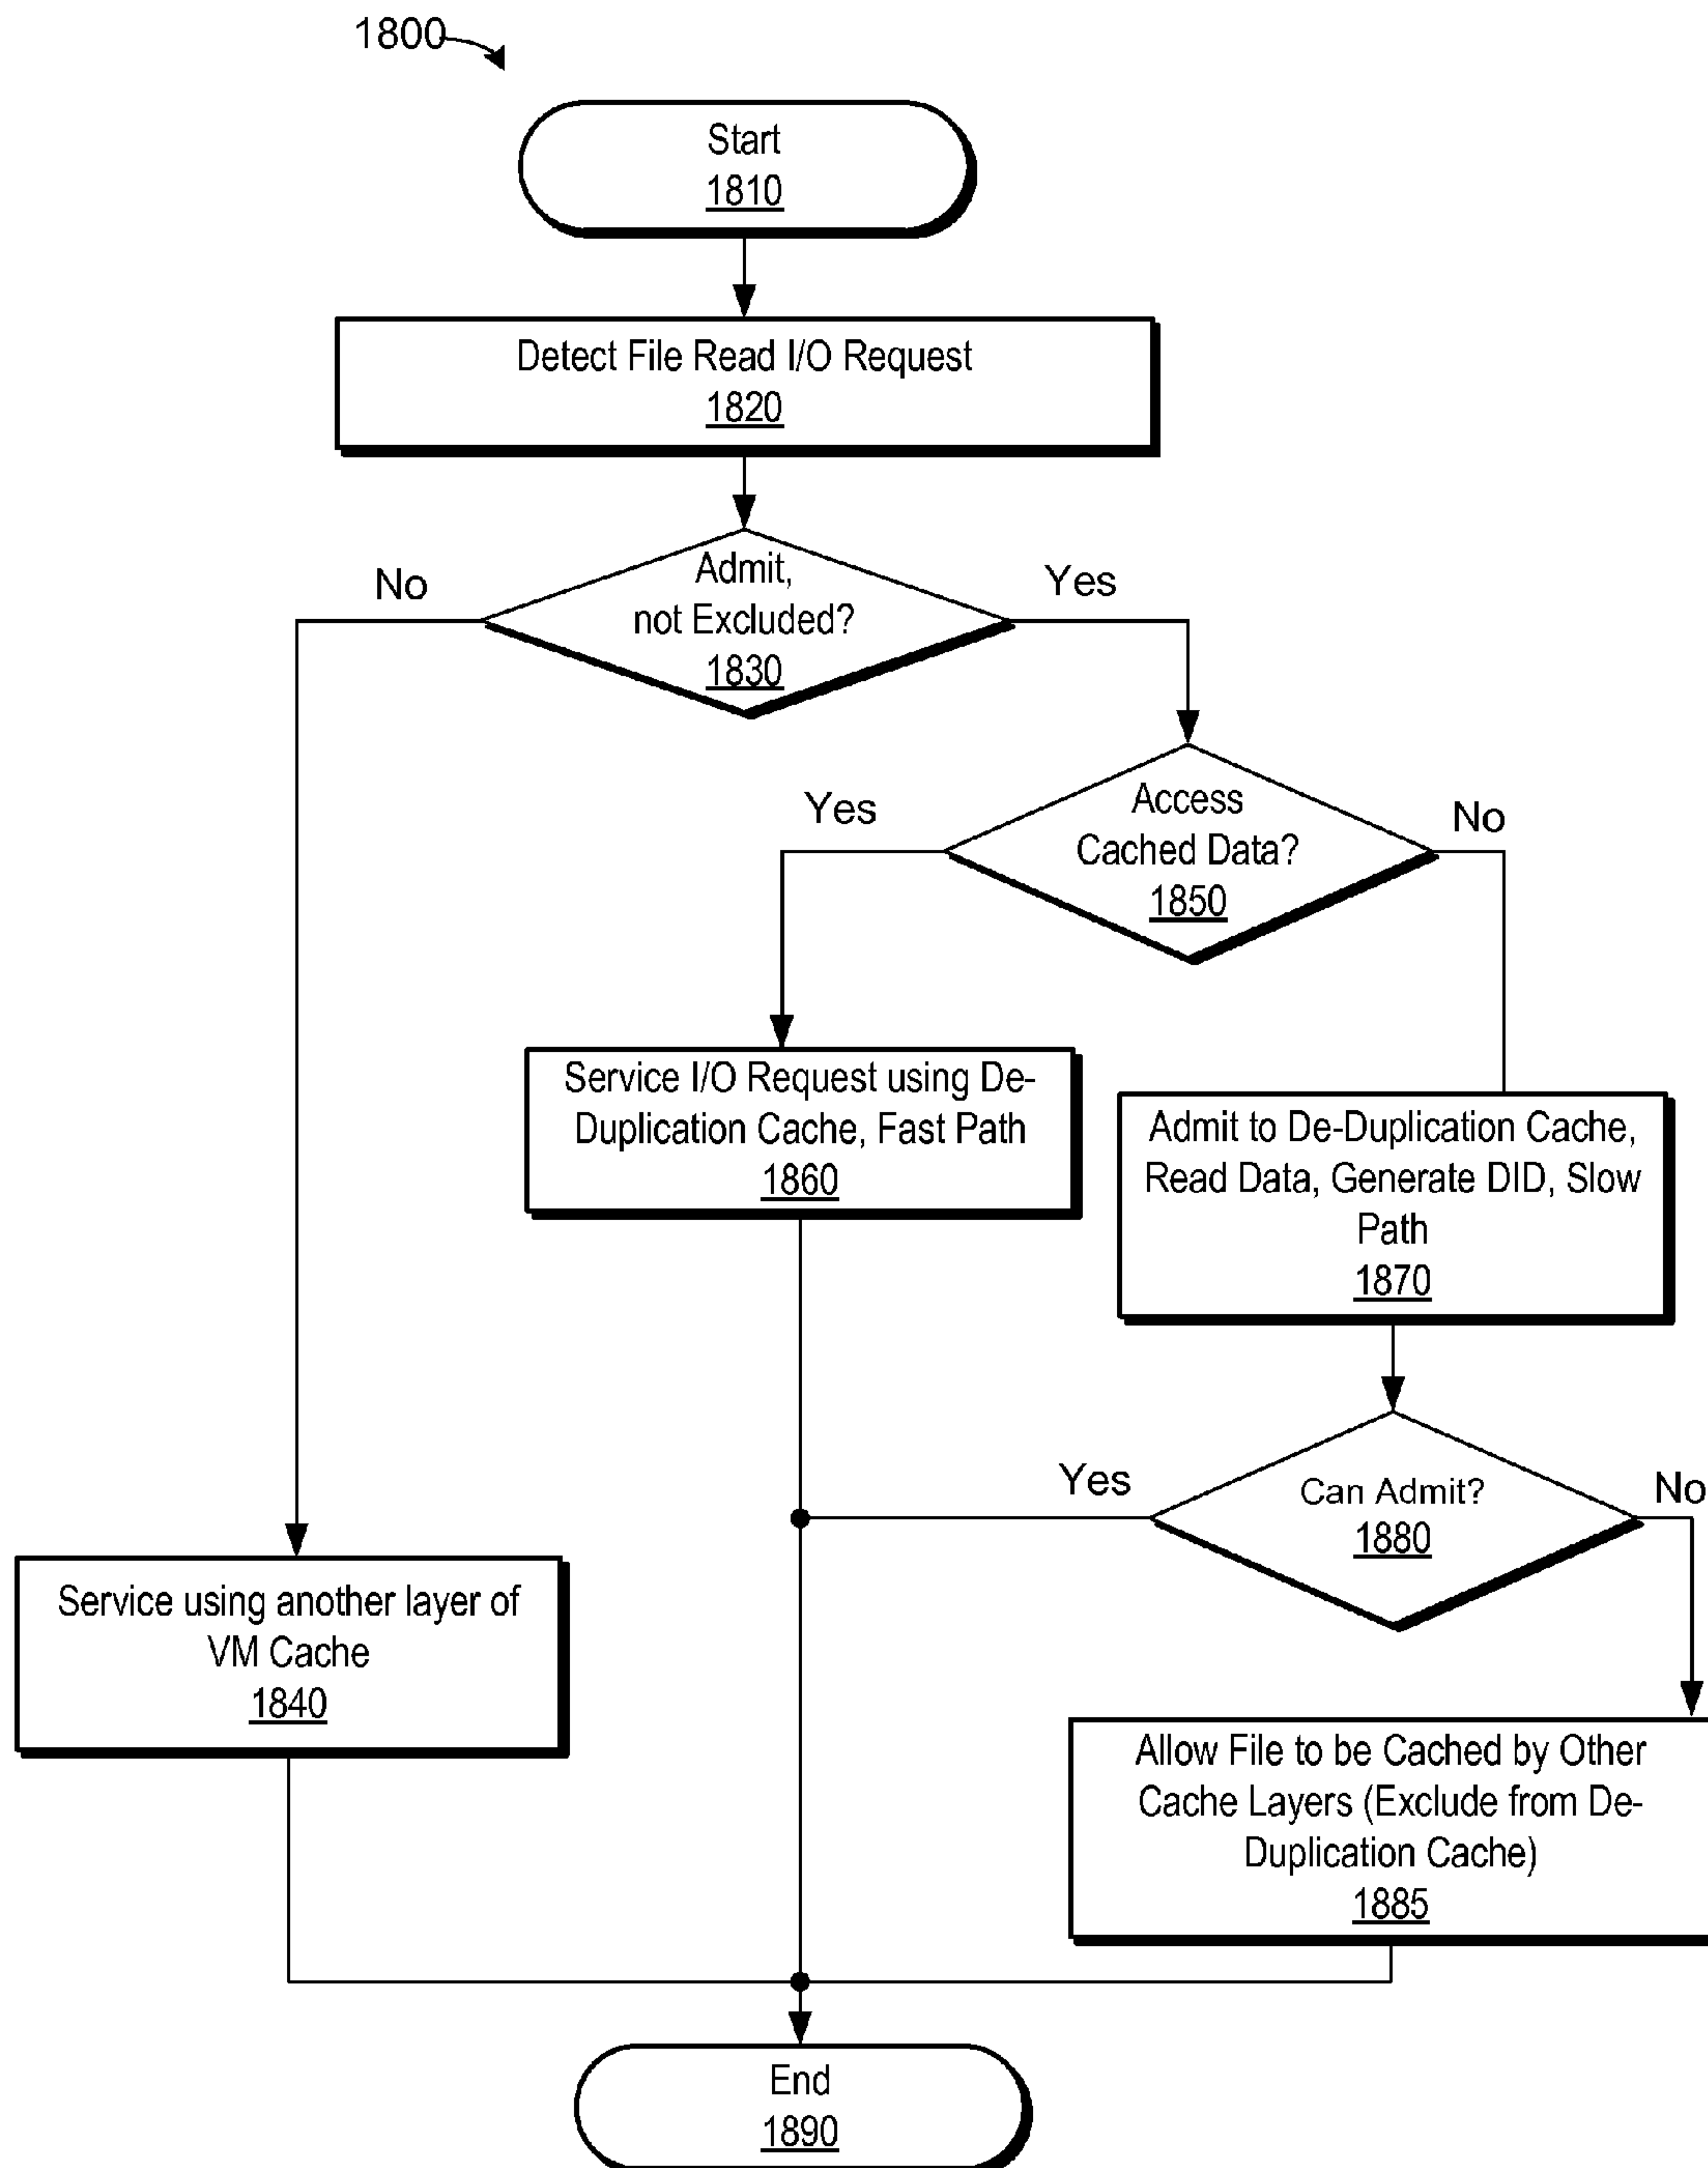 1800
Start
1810
Detect File Read I/O Request
1820
Admit,
not Excluded?
1830
No
Yes
Access
Cached Data?
1850
Yes
No
Service I/O Request using De-
Duplication Cache, Fast Path
1860
Admit to De-Duplication Cache,
Read Data, Generate DID, Slow
Path
1870
Can Admit?
1880
Yes
No
Service using another layer of
VM Cache
1840
Allow File to be Cached by Other
Cache Layers (Exclude from De-
Duplication Cache)
1885
End
1890